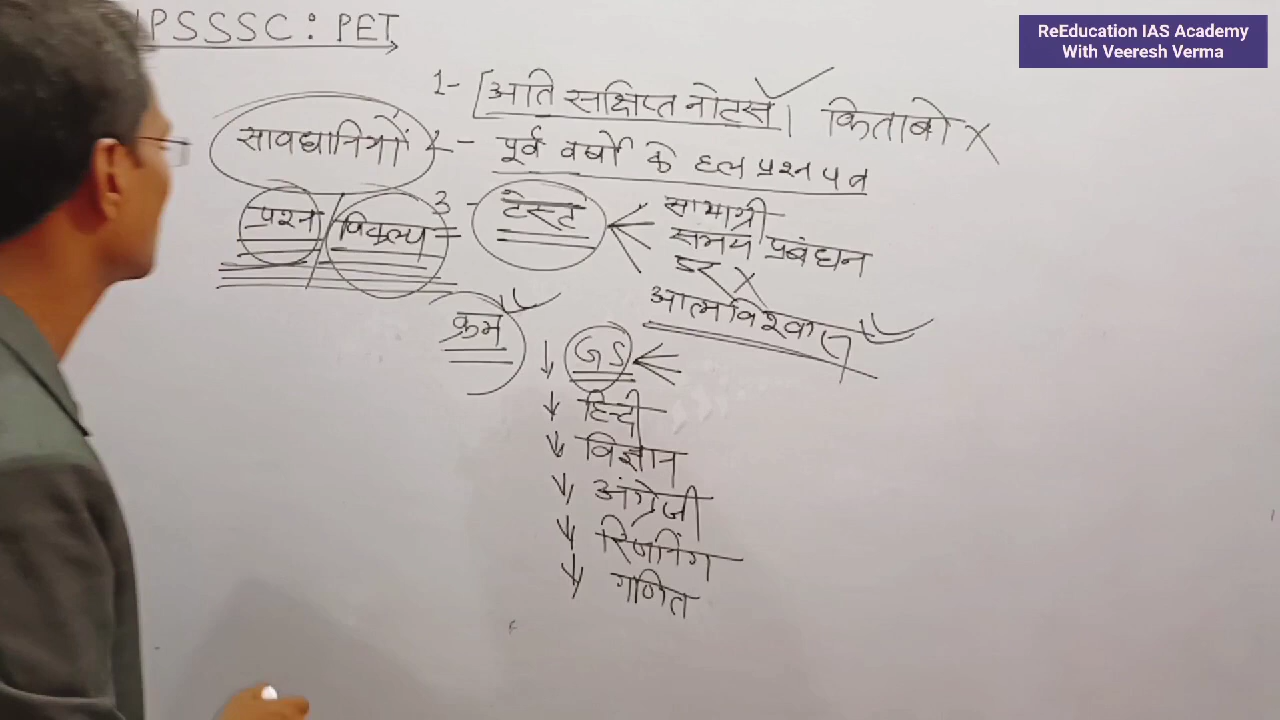 PSSSC : PET
ReEducation IAS Academy
With Veeresh Verma
1- [अति सक्षिप्त नोट्सें] किताबो X
सावधानियों
2- पूर्व वर्षो के हल प्रश्न पत्र
प्रश्न / विकल्प
3 - टेस्ट
सामाग्री
समय प्रबंधन
डर X
आत्मविश्वास
क्रम
GS
हिन्दी
विज्ञान
अंग्रेजी
रिजनिंग
गणित